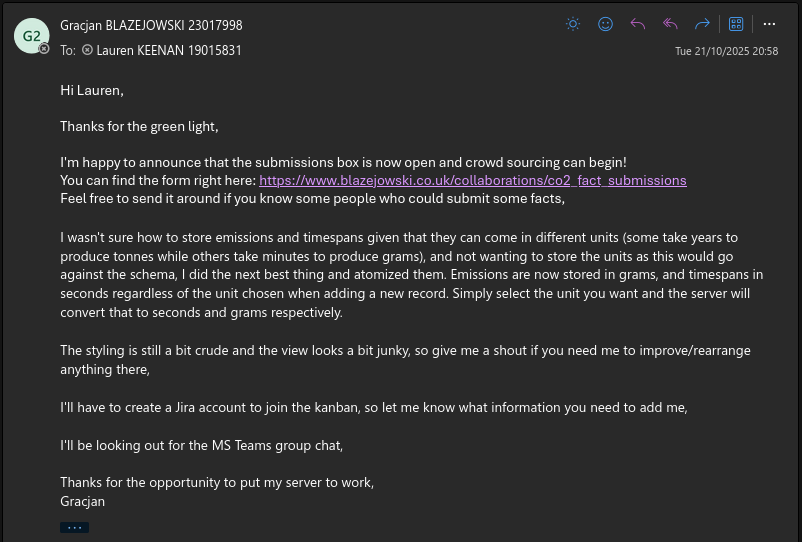 G2
Gracjan BLAZEJOWSKI 23017998
To: Lauren KEENAN 19015831
Tue 21/10/2025 20:58
Hi Lauren,
Thanks for the green light,
I'm happy to announce that the submissions box is now open and crowd sourcing can begin!
You can find the form right here: https://www.blazejowski.co.uk/collaborations/co2_fact_submissions
Feel free to send it around if you know some people who could submit some facts,
I wasn't sure how to store emissions and timespans given that they can come in different units (some take years to
produce tonnes while others take minutes to produce grams), and not wanting to store the units as this would go
against the schema, I did the next best thing and atomized them. Emissions are now stored in grams, and timespans in
seconds regardless of the unit chosen when adding a new record. Simply select the unit you want and the server will
convert that to seconds and grams respectively.
The styling is still a bit crude and the view looks a bit junky, so give me a shout if you need me to improve/rearrange
anything there,
I'll have to create a Jira account to join the kanban, so let me know what information you need to add me,
I'll be looking out for the MS Teams group chat,
Thanks for the opportunity to put my server to work,
Gracjan